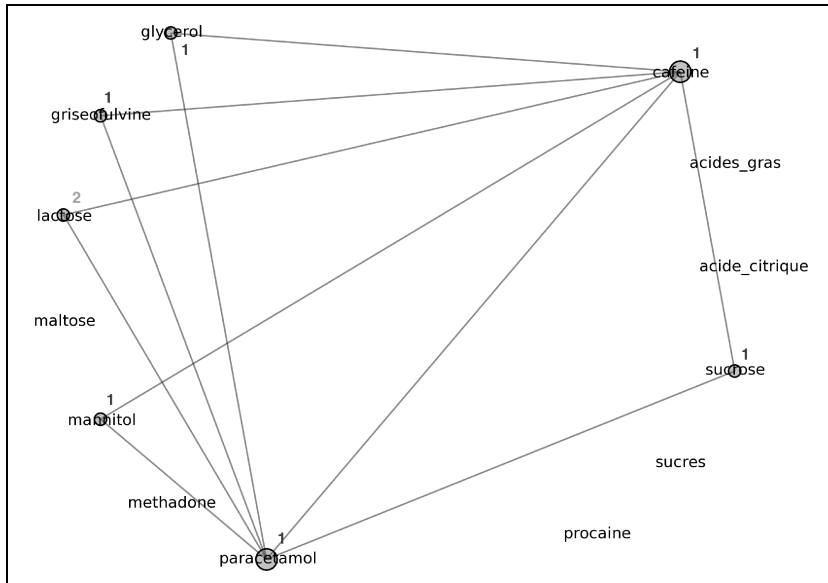 glycerol
1
1
cafeine
1
griseofulvine
acides_gras
2
lactose
acide_citrique
maltose
1
sucrose
1
mannitol
sucres
methadone
procaine
1
paracetamol